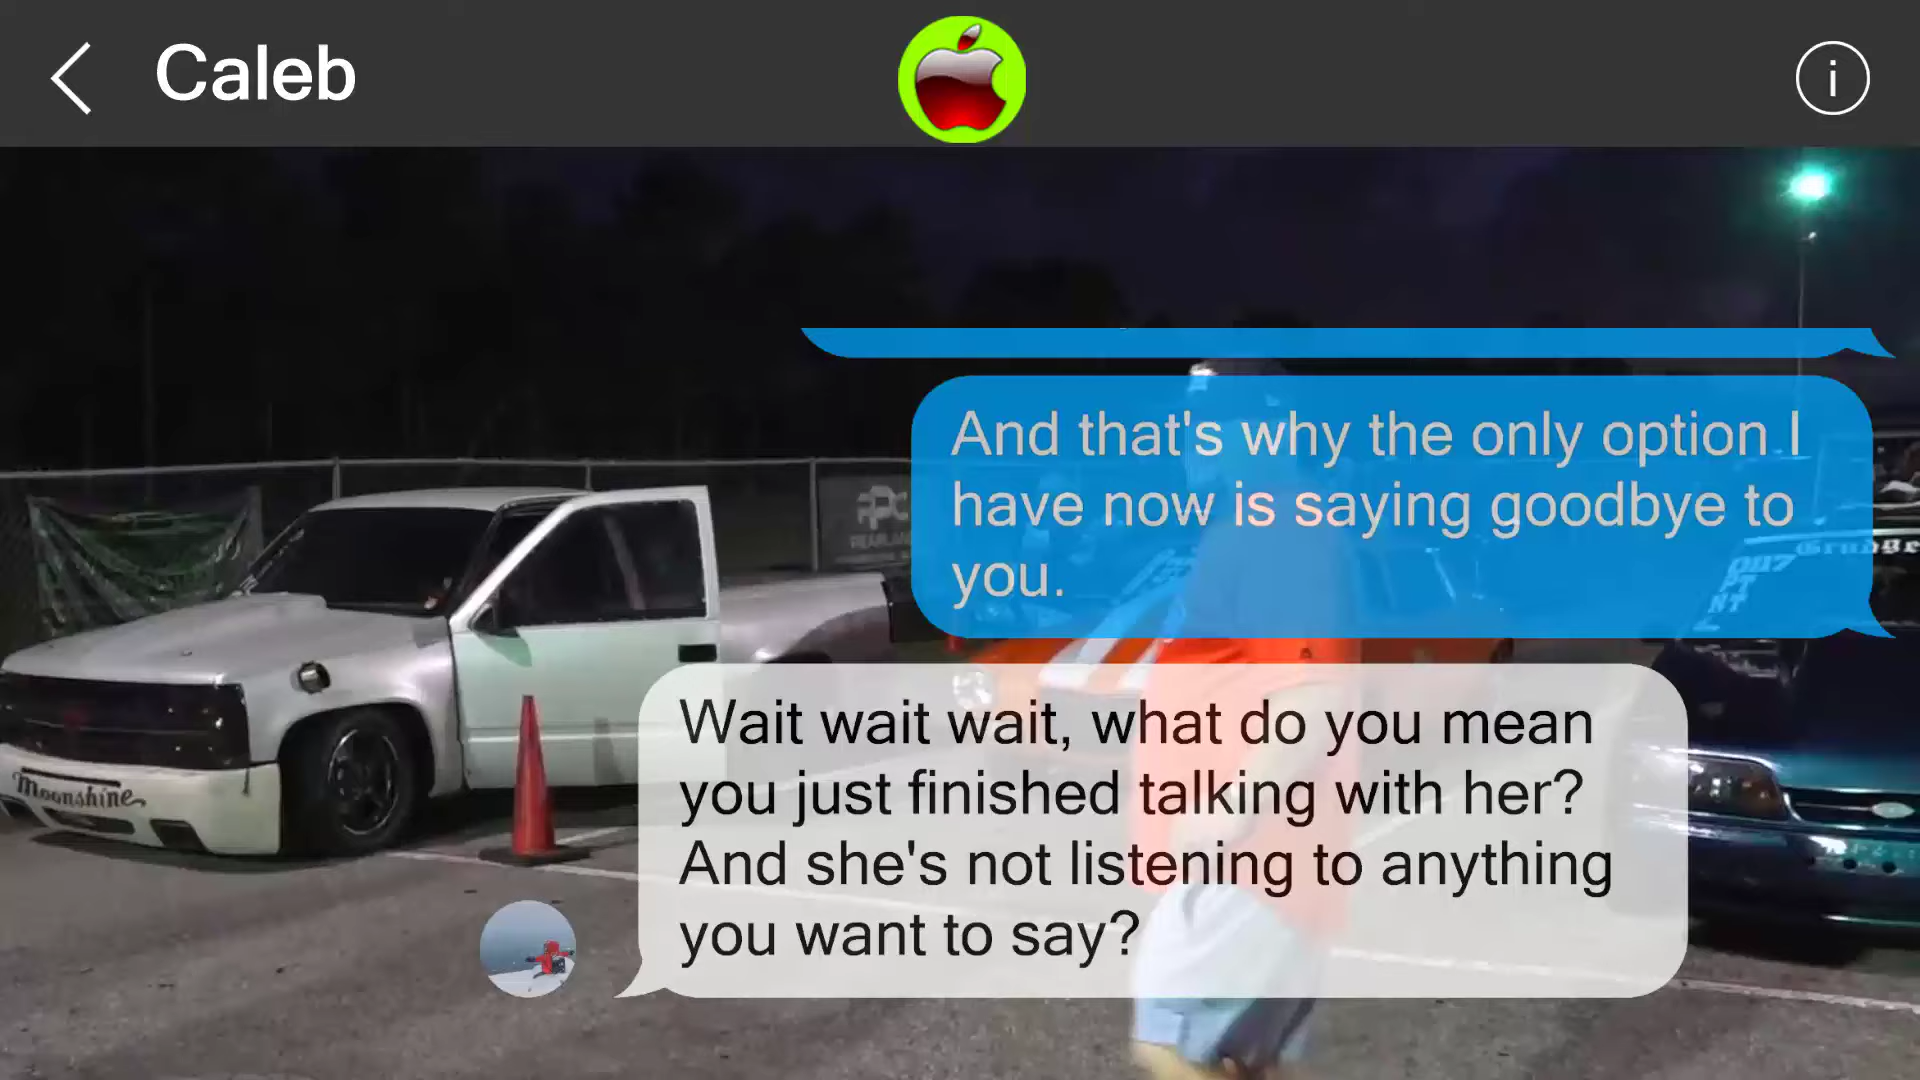 Caleb
And that's why the only option I
have now is saying goodbye to
you.
Wait wait wait, what do you mean
you just finished talking with her?
And she's not listening to anything
you want to say?
Moonshine